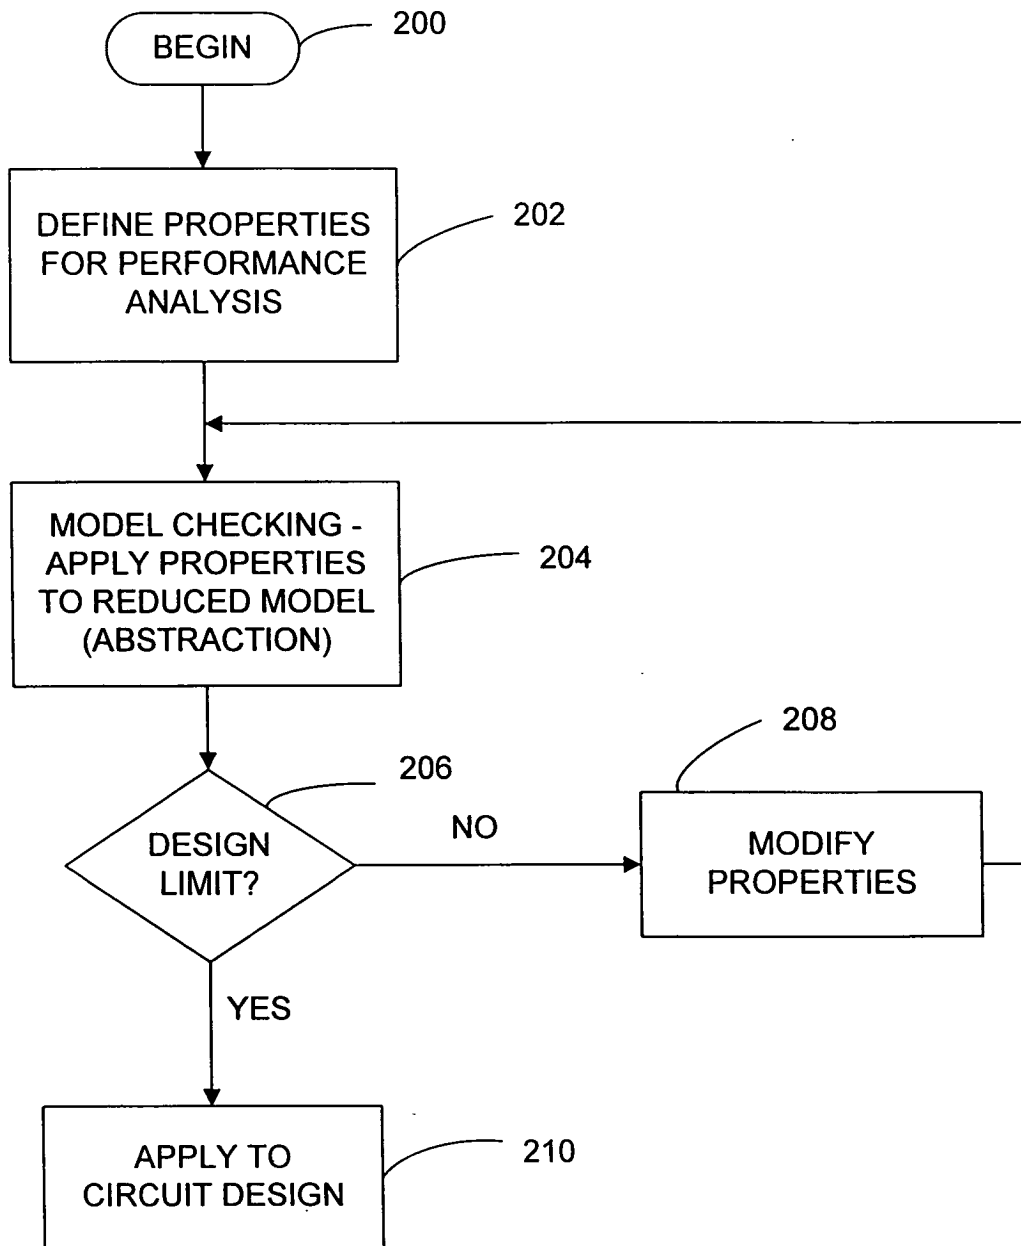 BEGIN
200
DEFINE PROPERTIES
FOR PERFORMANCE
ANALYSIS
202
MODEL CHECKING -
APPLY PROPERTIES
TO REDUCED MODEL
(ABSTRACTION)
204
DESIGN
LIMIT?
206
NO
208
MODIFY
PROPERTIES
YES
APPLY TO
CIRCUIT DESIGN
210